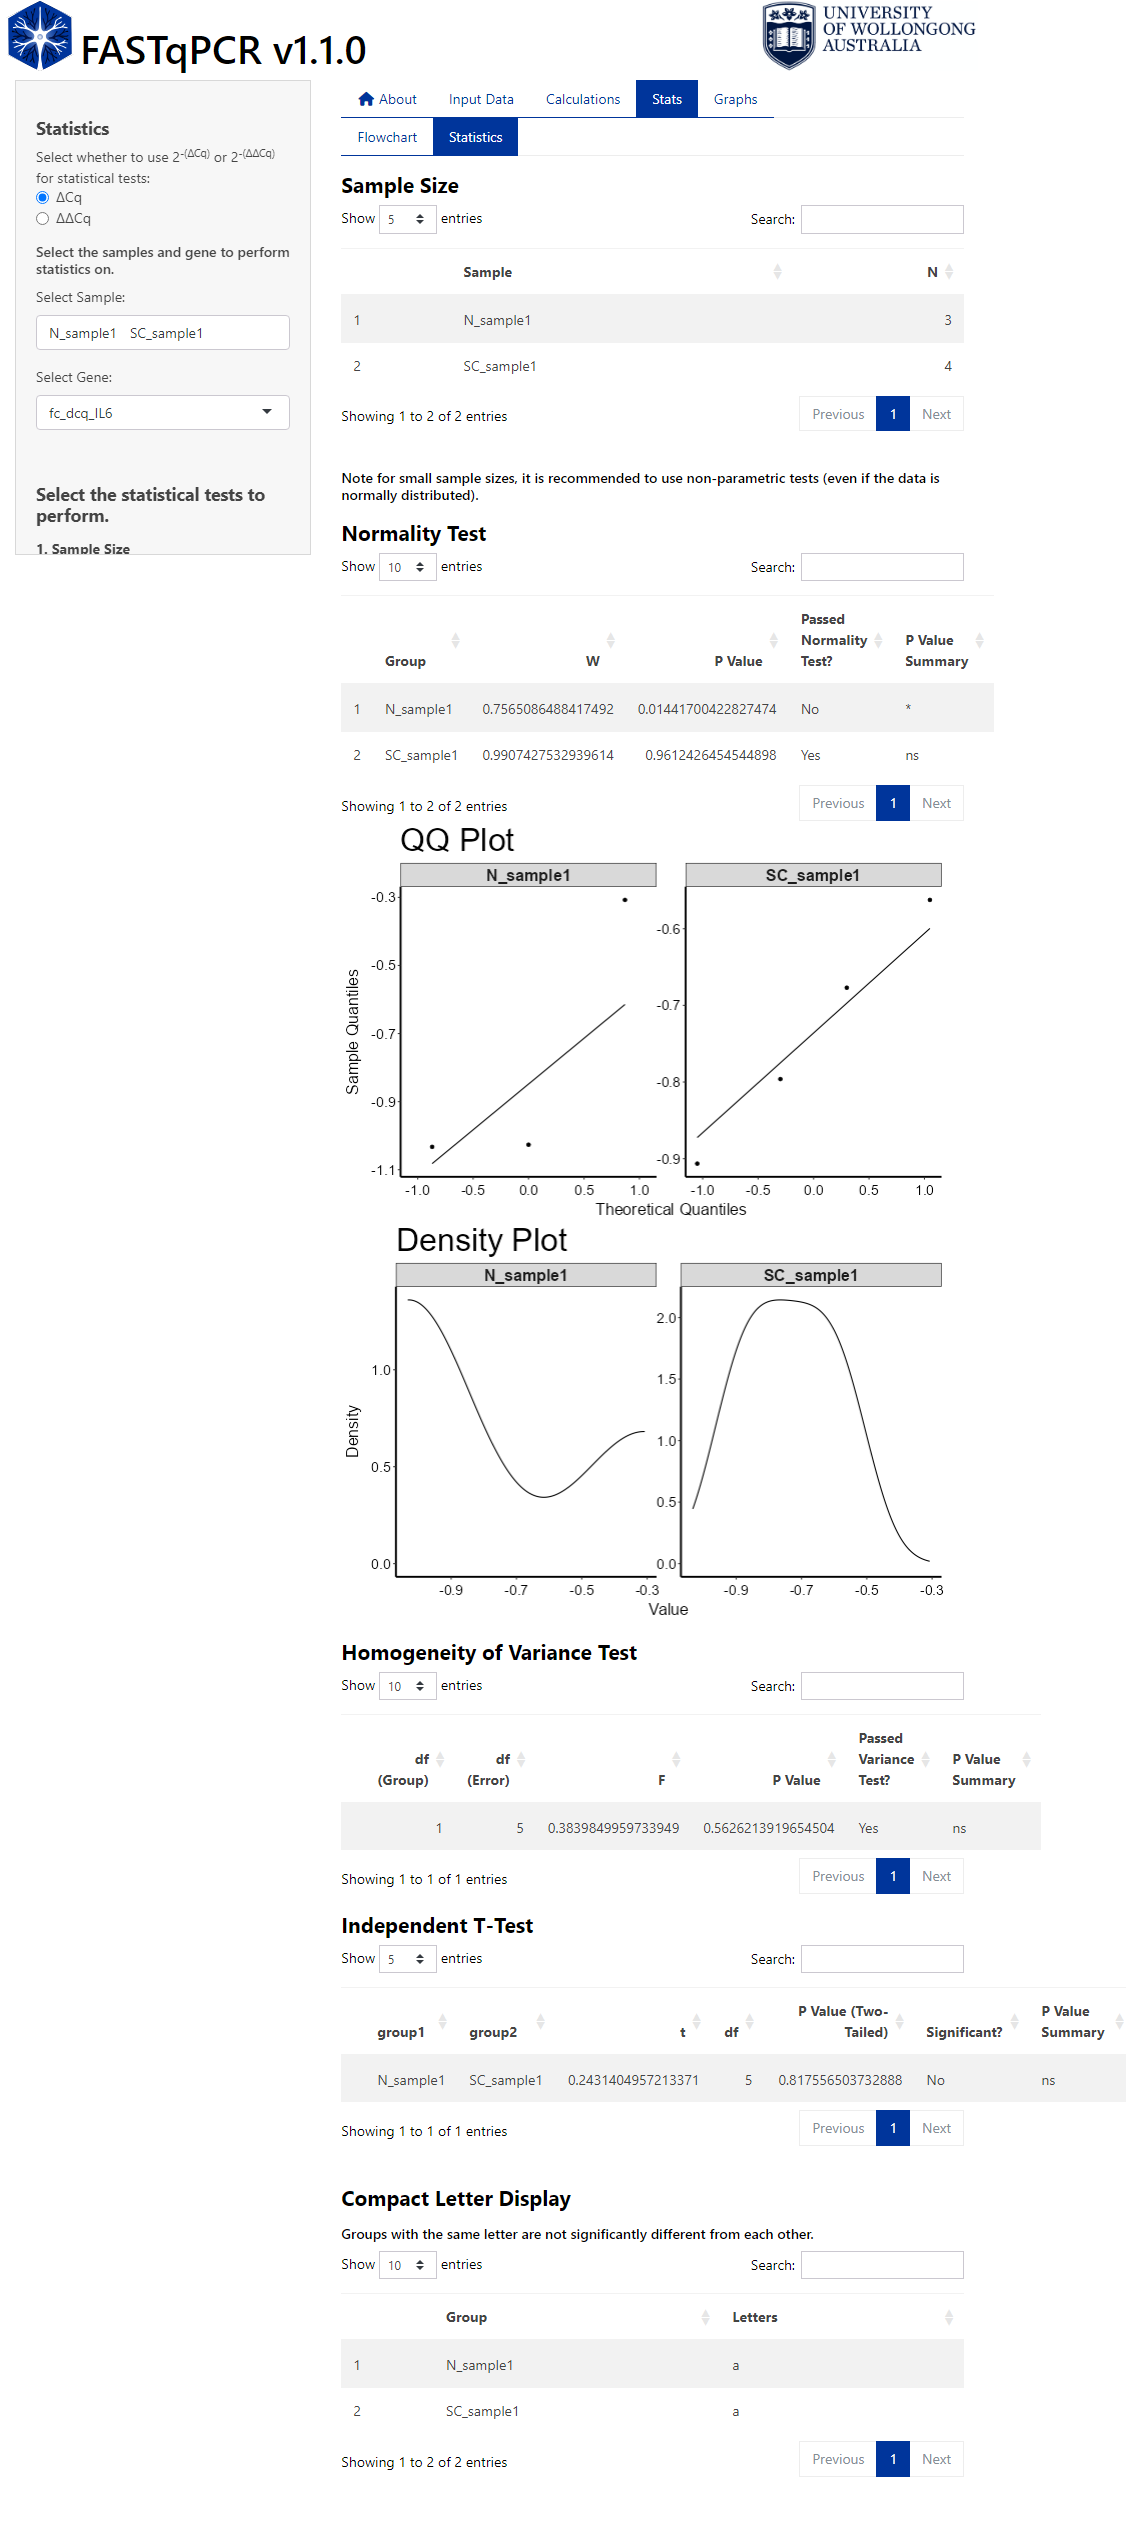 FASTqPCR v1.1.0
UNIVERSITY
OF WOLLONGONG
AUSTRALIA
Statistics
Select whether to use 2-(ΔCq) or 2-(ΔΔCq)
for statistical tests:
ΔCq
ΔΔCq
Select the samples and gene to perform
statistics on.
Select Sample:
N_sample1 SC_sample1
Select Gene:
fc_dcq_IL6
Select the statistical tests to
perform.
1. Sample Size
About Input Data Calculations Stats Graphs
Flowchart Statistics
Sample Size
Show 5 entries Search:
Sample N
1 N_sample1 3
2 SC_sample1 4
Showing 1 to 2 of 2 entries Previous 1 Next
Note for small sample sizes, it is recommended to use non-parametric tests (even if the data is
normally distributed).
Normality Test
Show 10 entries Search:
Group W P Value Passed Normality Test? P Value Summary
1 N_sample1 0.7565086488417492 0.01441700422827474 No *
2 SC_sample1 0.9907427532939614 0.9612426454544898 Yes ns
Showing 1 to 2 of 2 entries Previous 1 Next
QQ Plot
N_sample1 SC_sample1
Sample Quantiles
-0.3
-0.5
-0.7
-0.9
-1.1
-0.6
-0.7
-0.8
-0.9
-1.0 -0.5 0.0 0.5 1.0 -1.0 -0.5 0.0 0.5 1.0
Theoretical Quantiles
Density Plot
N_sample1 SC_sample1
Density
1.0
0.5
0.0
2.0
1.5
1.0
0.5
0.0
-0.9 -0.7 -0.5 -0.3 -0.9 -0.7 -0.5 -0.3
Value
Homogeneity of Variance Test
Show 10 entries Search:
df (Group) df (Error) F P Value Passed Variance Test? P Value Summary
1 5 0.3839849959733949 0.5626213919654504 Yes ns
Showing 1 to 1 of 1 entries Previous 1 Next
Independent T-Test
Show 5 entries Search:
group1 group2 t df P Value (Two-Tailed) Significant? P Value Summary
N_sample1 SC_sample1 0.2431404957213371 5 0.817556503732888 No ns
Showing 1 to 1 of 1 entries Previous 1 Next
Compact Letter Display
Groups with the same letter are not significantly different from each other.
Show 10 entries Search:
Group Letters
1 N_sample1 a
2 SC_sample1 a
Showing 1 to 2 of 2 entries Previous 1 Next